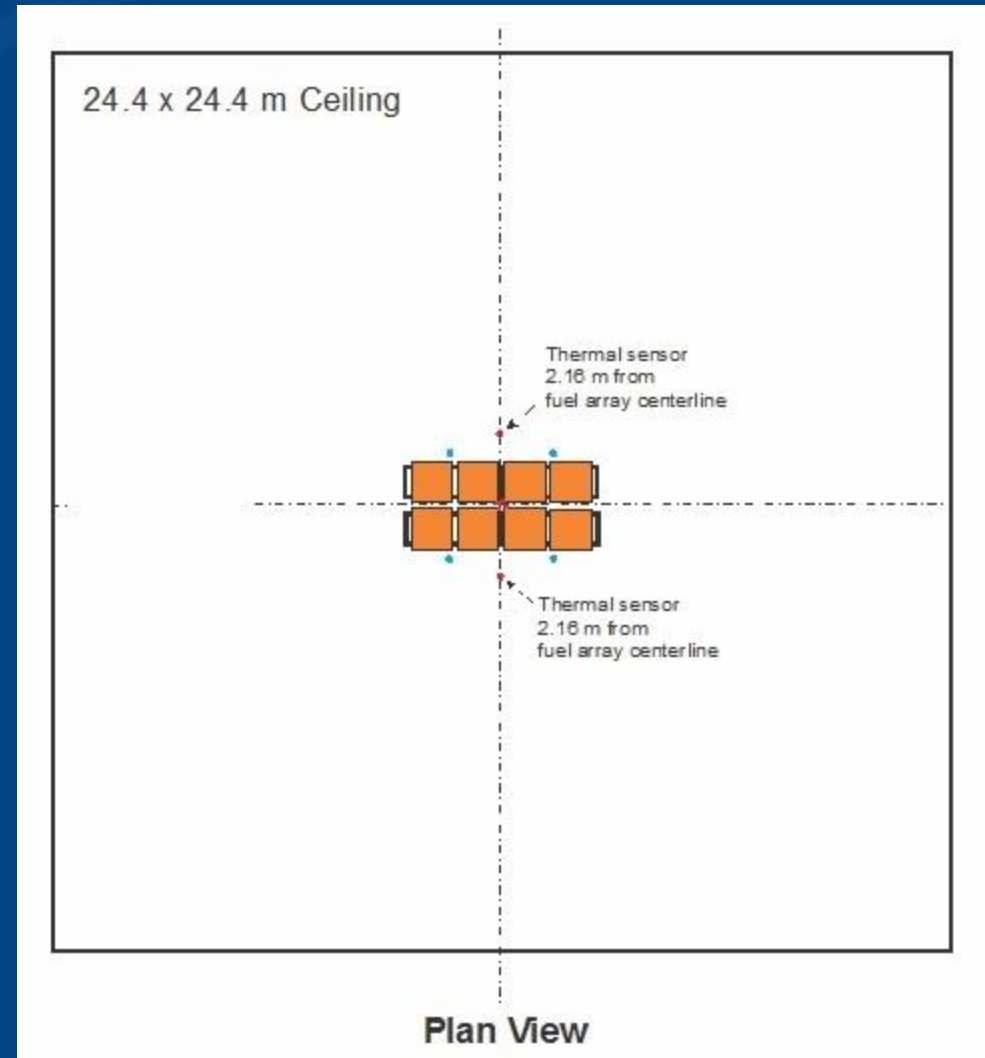 24.4 x 24.4 m Ceiling
Thermal sensor
2.16 m from
fuel array centerline
Thermal sensor
2.16 m from
fuel array centerline
Plan View